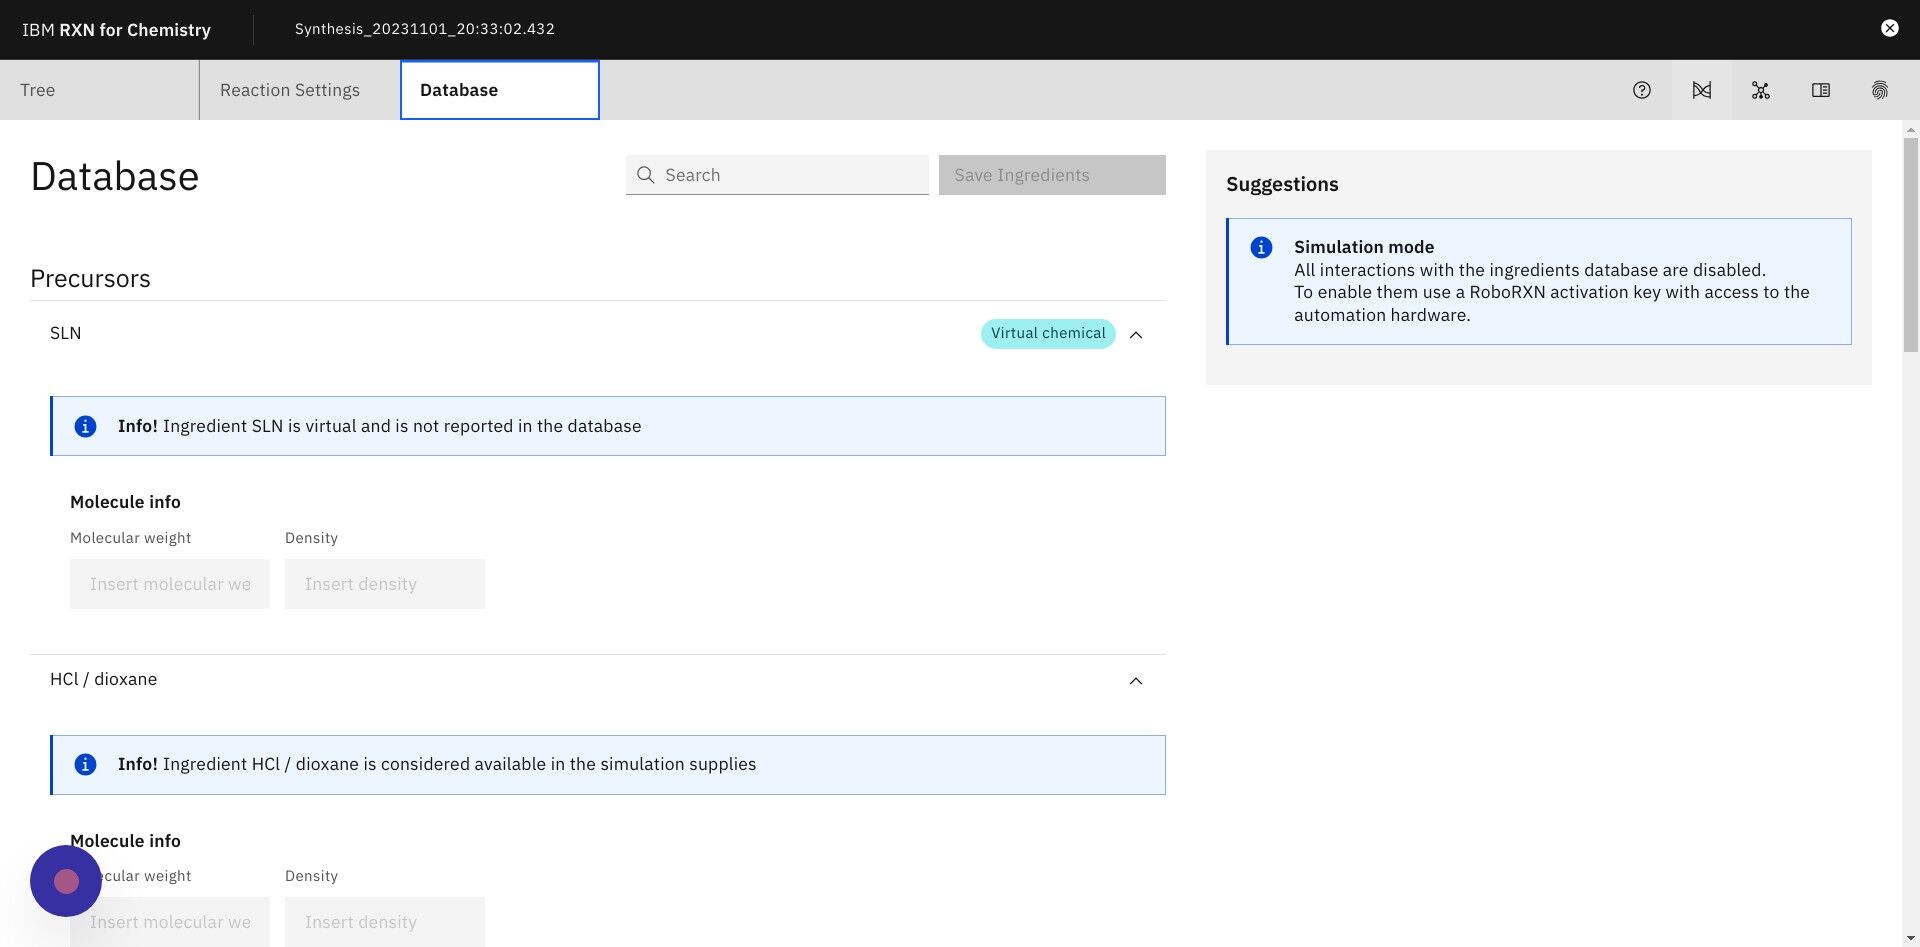 IBM RXN for Chemistry
Synthesis_20231101_20:33:02.432
Tree
Reaction Settings
Database
Database
Search
Save Ingredients
Precursors
SLN
Virtual chemical
Info! Ingredient SLN is virtual and is not reported in the database
Molecule info
Molecular weight
Density
Insert molecular we
Insert density
HCl / dioxane
Info! Ingredient HCl / dioxane is considered available in the simulation supplies
Molecule info
ecular weight
Density
Insert molecular we
Insert density
Suggestions
Simulation mode
All interactions with the ingredients database are disabled.
To enable them use a RoboRXN activation key with access to the
automation hardware.